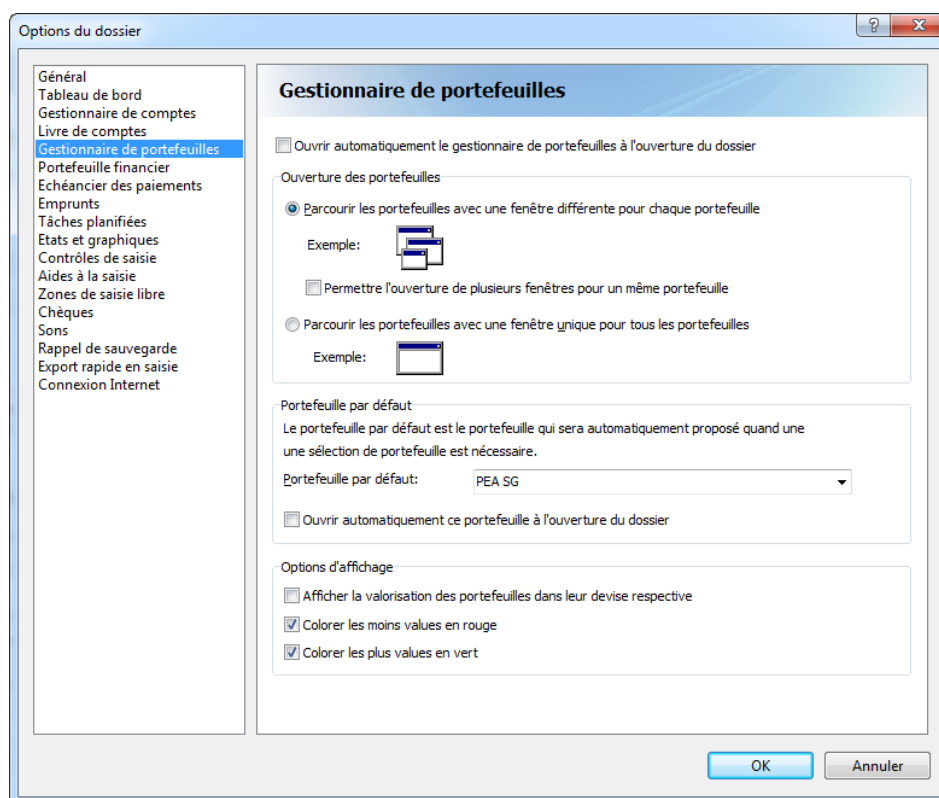 Options du dossier
Général
Tableau de bord
Gestionnaire de comptes
Livre de comptes
Gestionnaire de portefeuilles
Portefeuille financier
Echéancier des paiements
Emprunts
Tâches planifiées
Etats et graphiques
Contrôles de saisie
Aides à la saisie
Zones de saisie libre
Chèques
Sons
Rappel de sauvegarde
Export rapide en saisie
Connexion Internet
Gestionnaire de portefeuilles
Ouvrir automatiquement le gestionnaire de portefeuilles à l'ouverture du dossier
Ouverture des portefeuilles
Parcourir les portefeuilles avec une fenêtre différente pour chaque portefeuille
Exemple:
Permettre l'ouverture de plusieurs fenêtres pour un même portefeuille
Parcourir les portefeuilles avec une fenêtre unique pour tous les portefeuilles
Exemple:
Portefeuille par défaut
Le portefeuille par défaut est le portefeuille qui sera automatiquement proposé quand une
une sélection de portefeuille est nécessaire.
Portefeuille par défaut: PEA SG
Ouvrir automatiquement ce portefeuille à l'ouverture du dossier
Options d'affichage
Afficher la valorisation des portefeuilles dans leur devise respective
Colorer les moins values en rouge
Colorer les plus values en vert
OK Annuler